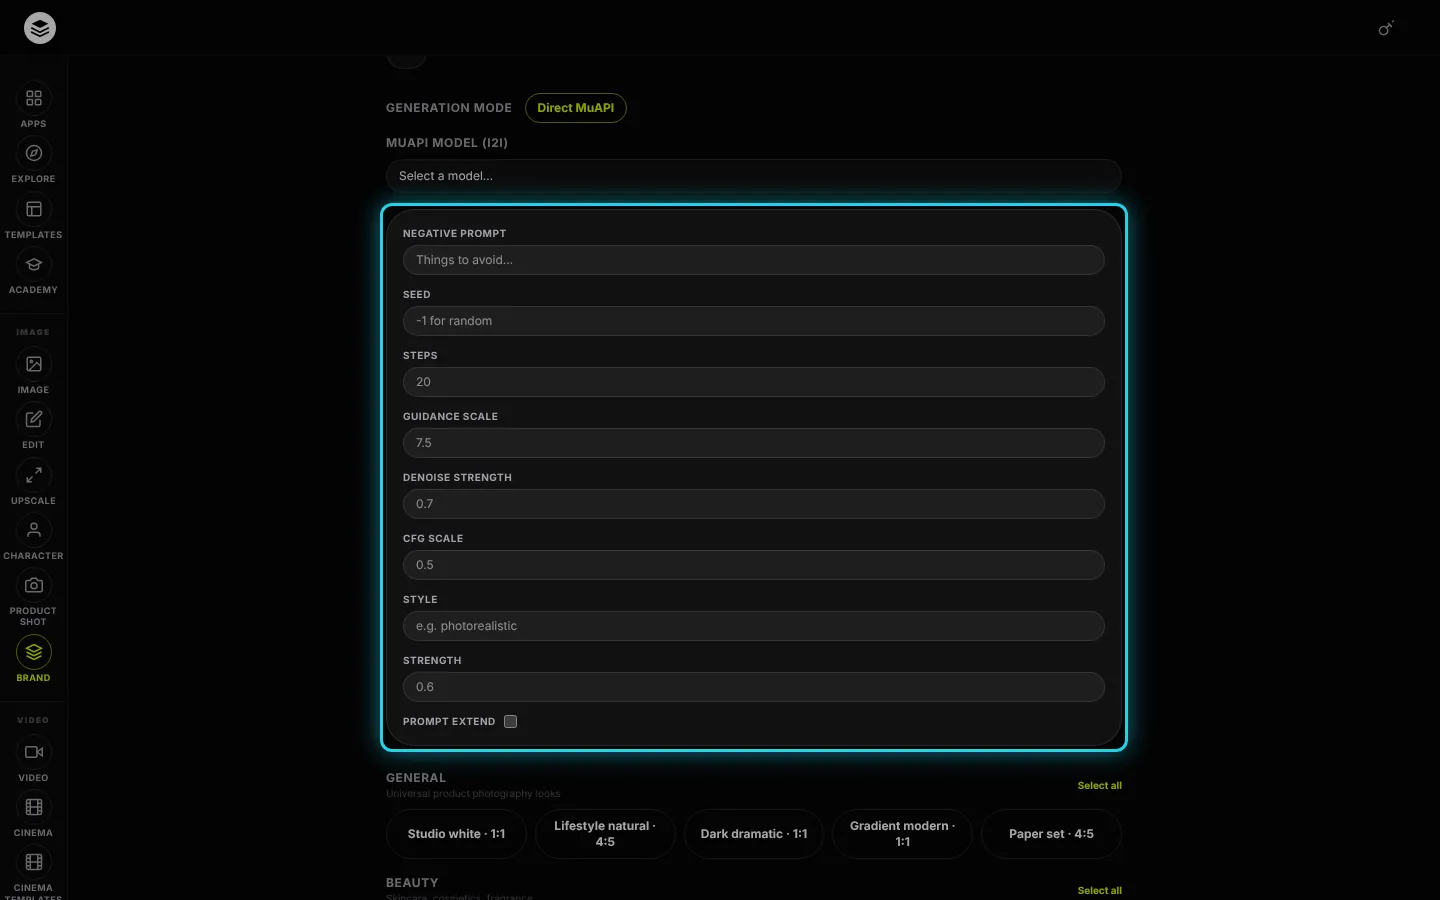 APPS
EXPLORE
TEMPLATES
ACADEMY
IMAGE
IMAGE
EDIT
UPSCALE
CHARACTER
PRODUCT
SHOT
BRAND
VIDEO
VIDEO
CINEMA
CINEMA
TEMPLATES
GENERATION MODE
Direct MuAPI
MUAPI MODEL (I2I)
Select a model...
NEGATIVE PROMPT
Things to avoid...
SEED
-1 for random
STEPS
20
GUIDANCE SCALE
7.5
DENOISE STRENGTH
0.7
CFG SCALE
0.5
STYLE
e.g. photorealistic
STRENGTH
0.6
PROMPT EXTEND
GENERAL
Universal product photography looks
Select all
Studio white · 1:1
Lifestyle natural ·
4:5
Dark dramatic · 1:1
Gradient modern ·
1:1
Paper set · 4:5
BEAUTY
Skincare, cosmetics, fragrance
Select all